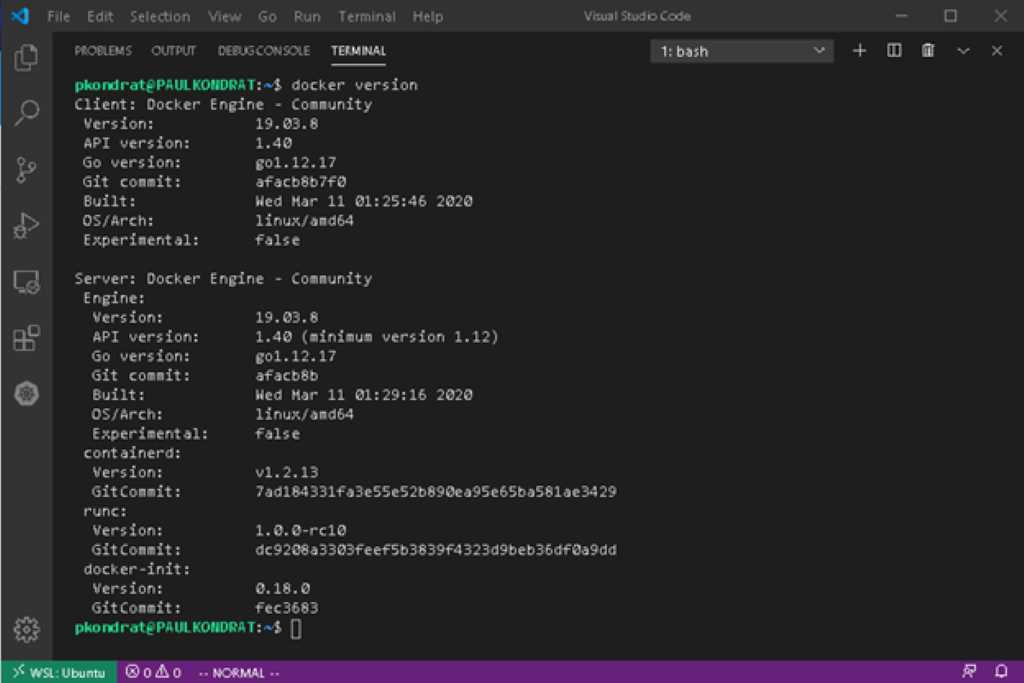 File Edit Selection View Go Run Terminal Help Visual Studio Code
PROBLEMS OUTPUT DEBUG CONSOLE TERMINAL 1: bash
pkondrat@PAULKONDRAT:~$ docker version
Client: Docker Engine - Community
Version: 19.03.8
API version: 1.40
Go version: go1.12.17
Git commit: afacb8b7f0
Built: Wed Mar 11 01:25:46 2020
OS/Arch: linux/amd64
Experimental: false
Server: Docker Engine - Community
Engine:
Version: 19.03.8
API version: 1.40 (minimum version 1.12)
Go version: go1.12.17
Git commit: afacb8b
Built: Wed Mar 11 01:29:16 2020
OS/Arch: linux/amd64
Experimental: false
containerd:
Version: v1.2.13
GitCommit: 7ad184331fa3e55e52b890ea95e65ba581ae3429
runc:
Version: 1.0.0-rc10
GitCommit: dc9208a3303feef5b3839f4323d9beb36df0a9dd
docker-init:
Version: 0.18.0
GitCommit: fec3683
pkondrat@PAULKONDRAT:~$
WSL: Ubuntu 0 0 -- NORMAL --